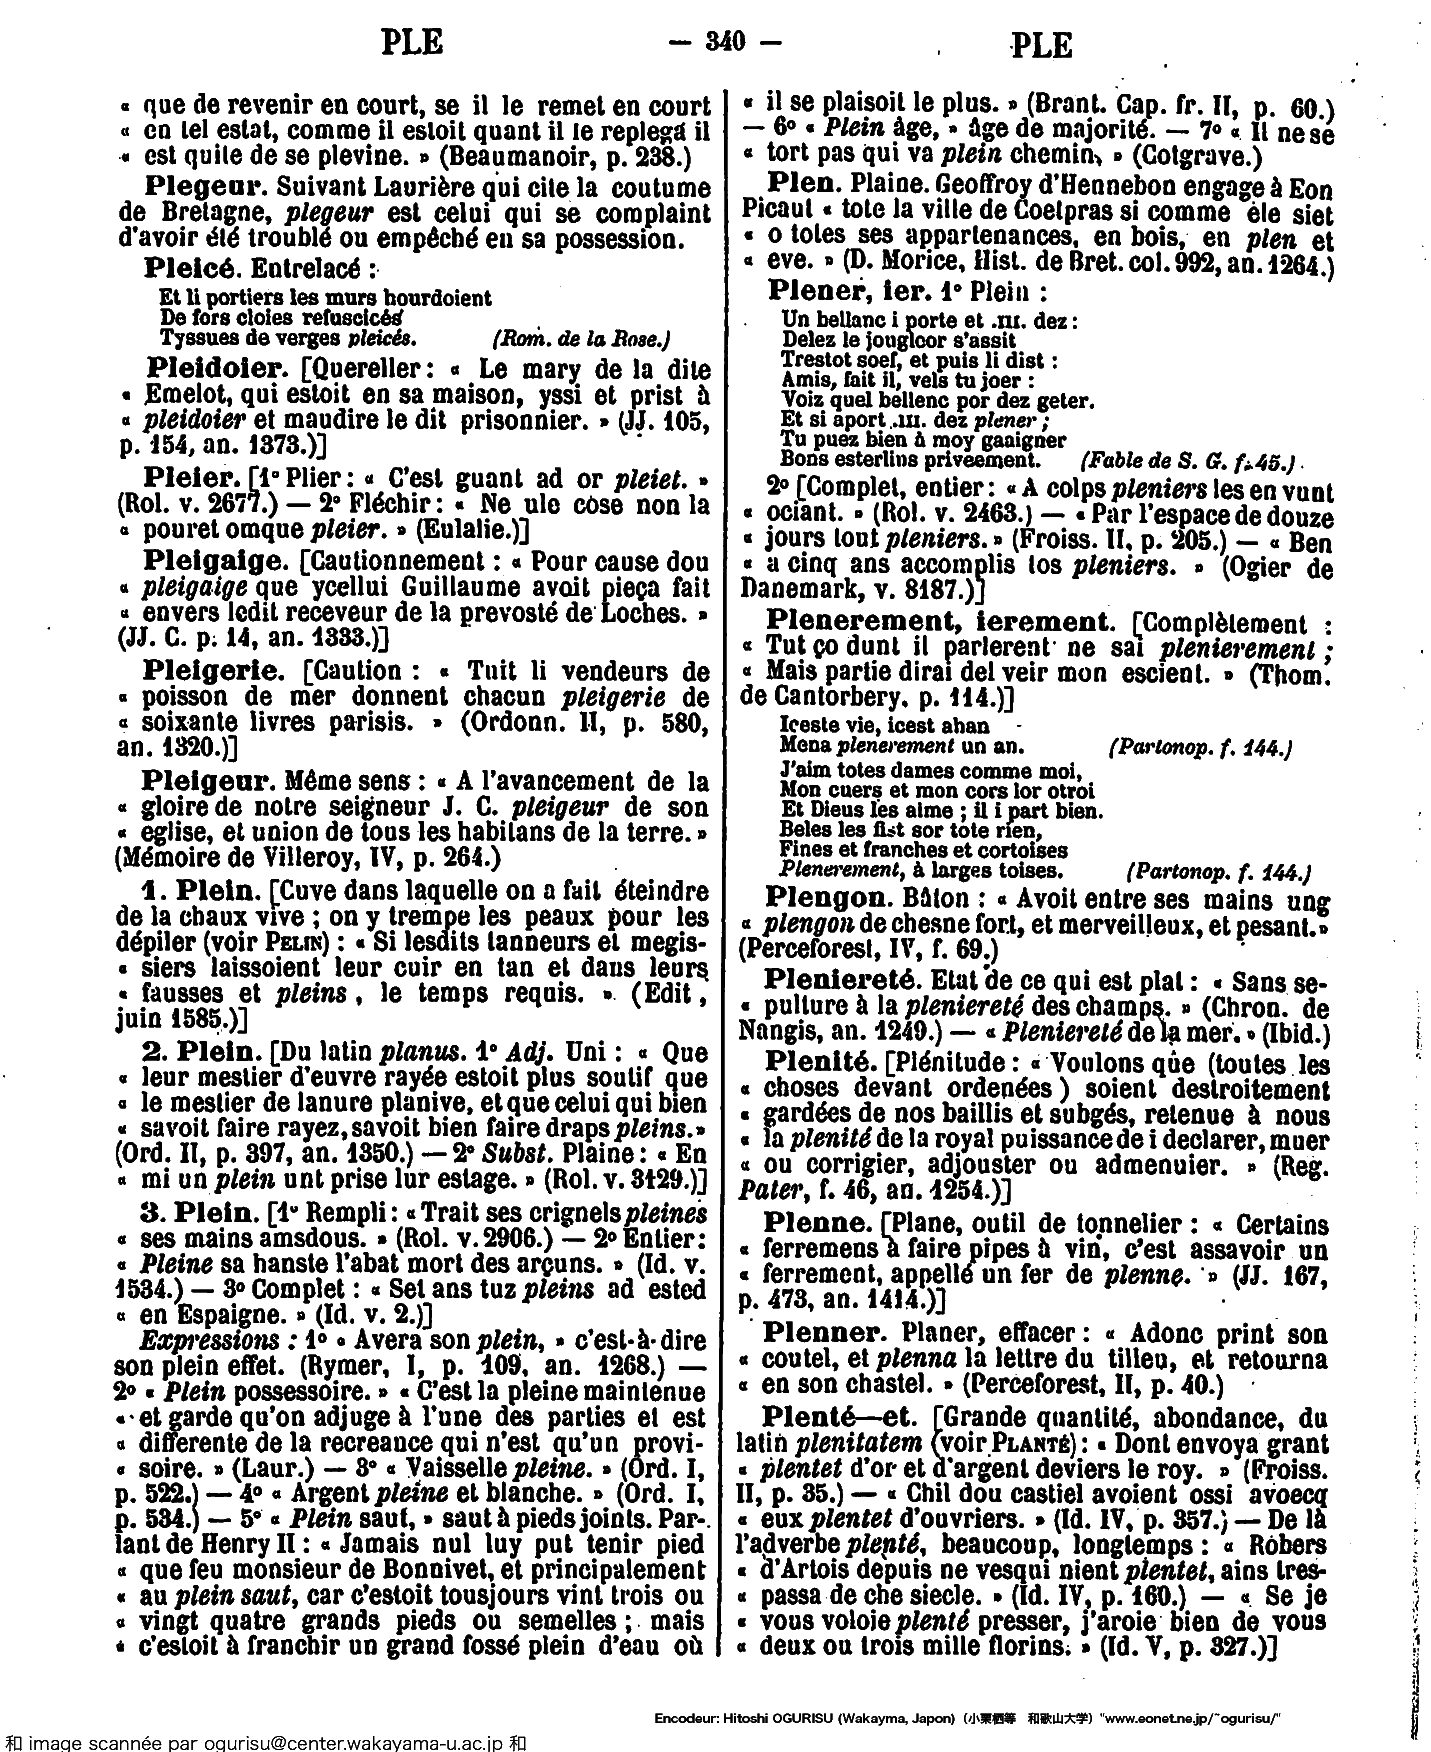 PLE — 340 — PLE
« que de revenir en court, se il le remet en court
« en tel estat, comme il estoit quant il le replega il
« est quite de se plevine. » (Beaumanoir, p. 238.)
Plegeur. Suivant Laurière qui cite la coutume
de Bretagne, plegeur est celui qui se complaint
d'avoir été troublé ou empêché en sa possession.
Pleicé. Entrelacé :
Et li portiers les murs hourdoient
De fors cloies refuscicés
Tyssues de verges pleicés. (Rom. de la Rose.)
Pleidoier. [Quereller : « Le mary de la dite
« Emelot, qui estoit en sa maison, yssi et prist à
« pleidoier et maudire le dit prisonnier. » (JJ. 105,
p. 154, an. 1373.)]
Pleier. [1° Plier : « C'est guant ad or pleiet. »
(Rol. v. 2677.) — 2° Fléchir : « Ne ule cose non la
« pouret omque pleier. » (Eulalie.)]
Pleigaige. [Cautionnement : « Pour cause dou
« pleigaige que ycellui Guillaume avoit pieça fait
« envers ledit receveur de la prevosté de Loches. »
(JJ. C. p. 14, an. 1333.)]
Pleigerie. [Caution : « Tuit li vendeurs de
« poisson de mer donnent chacun pleigerie de
« soixante livres parisis. » (Ordonn. II, p. 580,
an. 1320.)]
Pleigeur. Même sens : « A l'avancement de la
« gloire de notre seigneur J. C. pleigeur de son
« eglise, et union de tous les habitans de la terre. »
(Mémoire de Villeroy, IV, p. 264.)
1. Plein. [Cuve dans laquelle on a fait éteindre
de la chaux vive ; on y trempe les peaux pour les
dépiler (voir PELIN) : « Si lesdits tanneurs et megis-
« siers laissoient leur cuir en tan et dans leurs
« fausses et pleins, le temps requis. » (Edit,
juin 1585.)]
2. Plein. [Du latin planus. 1° Adj. Uni : « Que
« leur mestier d'euvre rayée estoit plus soutif que
« le mestier de lanure planive, et que celui qui bien
« savoit faire rayez, savoit bien faire draps pleins. »
(Ord. II, p. 397, an. 1350.) — 2° Subst. Plaine : « En
« mi un plein unt prise lur estage. » (Rol. v. 3129.)]
3. Plein. [1° Rempli : « Trait ses crignels pleines
« ses mains amsdous. » (Rol. v. 2906.) — 2° Entier :
« Pleine sa hanste l'abat mort des arçuns. » (Id. v.
1534.) — 3° Complet : « Set ans tuz pleins ad ested
« en Espaigne. » (Id. v. 2.)]
Expressions : 1° « Avera son plein, » c'est-à-dire
son plein effet. (Rymer, I, p. 109, an. 1268.) —
2° « Plein possessoire. » « C'est la pleine maintenue
« et garde qu'on adjuge à l'une des parties et est
« differente de la recreance qui n'est qu'un provi-
« soire. » (Laur.) — 3° « Vaisselle pleine. » (Ord. I,
p. 522.) — 4° « Argent pleine et blanche. » (Ord. I,
p. 534.) — 5° « Plein saut, » saut à pieds joints. Par-
lant de Henry II : « Jamais nul luy put tenir pied
« que feu monsieur de Bonnivet, et principalement
« au plein saut, car c'estoit tousjours vint trois ou
« vingt quatre grands pieds ou semelles ; mais
« c'estoit à franchir un grand fossé plein d'eau où
« il se plaisoit le plus. » (Brant. Cap. fr. II, p. 60.)
— 6° « Plein âge, » âge de majorité. — 7° « Il ne se
« tort pas qui va plein chemin. » (Cotgrave.)
Plen. Plaine. Geoffroy d'Hennebon engage à Eon
Picaut « tote la ville de Coetpras si comme ele siet
« o totes ses appartenances, en bois, en plen et
« eve. » (D. Morice, Hist. de Bret. col. 992, an. 1264.)
Plener, ier. 1° Plein :
Un bellanc i porte et .III. dez :
Delez le jougleor s'assit
Trestot soef, et puis li dist :
Amis, fait il, vels tu joer :
Voiz quel bellenc por dez geter.
Et si aport .III. dez plener ;
Tu puez bien à moy gaaigner
Bons esterlins priveement. (Fable de S. G. f. 45.)
2° [Complet, entier : « A colps pleniers les en vunt
« ociant. » (Rol. v. 2463.) — « Par l'espace de douze
« jours tout pleniers. » (Froiss. II, p. 205.) — « Ben
« a cinq ans accomplis tos pleniers. » (Ogier de
Danemark, v. 8187.)]
Plenerement, ierement. [Complètement :
« Tut ço dunt il parlerent ne sai plenierement ;
« Mais partie dirai del veir mon escient. » (Thom.
de Cantorbery, p. 114.)]
Iceste vie, icest ahan
Mena plenerement un an. (Partonop. f. 144.)
J'aim totes dames comme moi,
Mon cuers et mon cors lor otroi
Et Dieus les aime ; il i part bien.
Beles les fist sor tote rien,
Fines et franches et cortoises
Plenerement, à larges toises. (Partonop. f. 144.)
Plengon. Bâton : « Avoit entre ses mains ung
« plengon de chesne fort, et merveilleux, et pesant. »
(Perceforest, IV, f. 69.)
Pleniereté. Etat de ce qui est plat : « Sans se-
« pulture à la pleniereté des champs. » (Chron. de
Nangis, an. 1249.) — « Pleniereté de la mer. » (Ibid.)
Plenité. [Plénitude : « Voulons que (toutes les
« choses devant ordenées) soient destroitement
« gardées de nos baillis et subgés, retenue à nous
« la plenité de la royal puissance de i declarer, muer
« ou corrigier, adjouster ou admenuier. » (Reg.
Pater, f. 46, an. 1254.)]
Plenne. [Plane, outil de tonnelier : « Certains
« ferremens à faire pipes à vin, c'est assavoir un
« ferrement, appellé un fer de plenne. » (JJ. 167,
p. 473, an. 1414.)]
Plenner. Planer, effacer : « Adonc print son
« coutel, et plenna la lettre du tilleu, et retourna
« en son chastel. » (Perceforest, II, p. 40.)
Plenté—et. [Grande quantité, abondance, du
latin plenitatem (voir PLANTÉ) : « Dont envoya grant
« plentet d'or et d'argent deviers le roy. » (Froiss.
II, p. 35.) — « Chil dou castiel avoient ossi avoecq
« eux plentet d'ouvriers. » (Id. IV, p. 357.) — De là
l'adverbe plenté, beaucoup, longtemps : « Robers
« d'Artois depuis ne vesqui nient plentet, ains tres-
« passa de che siecle. » (Id. IV, p. 160.) — « Se je
« vous voloie plenté presser, j'aroie bien de vous
« deux ou trois mille florins. » (Id. V, p. 327.)]
Encodeur: Hitoshi OGURISU (Wakayma, Japon) (小栗栖等 和歌山大学) "www.eonet.ne.jp/~ogurisu/"
和 image scannée par ogurisu@center.wakayama-u.ac.jp 和